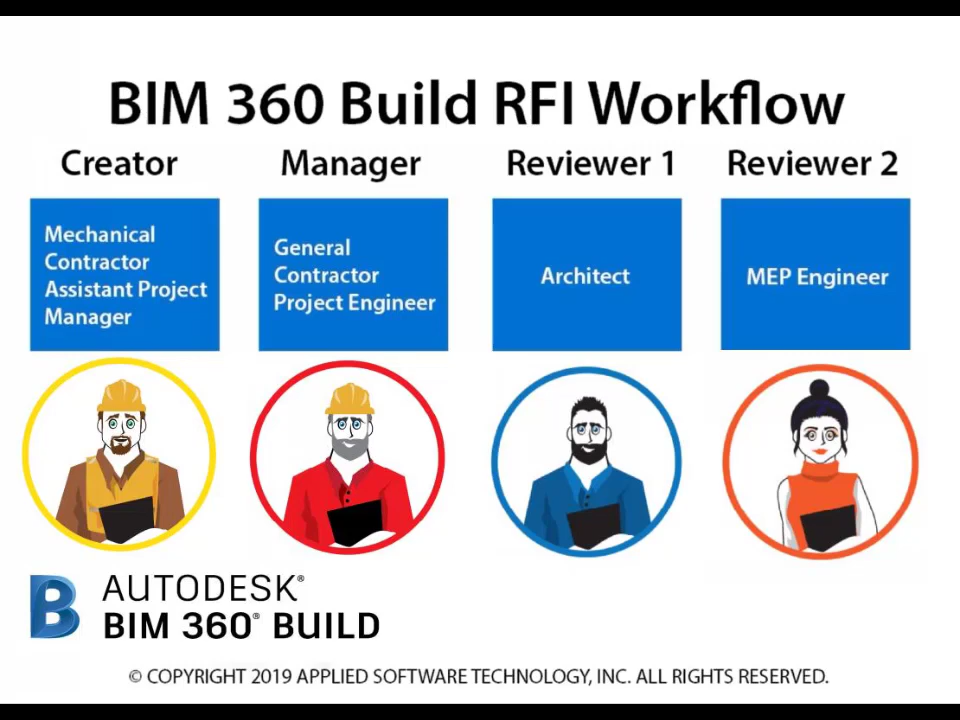 BIM 360 Build RFI Workflow
Creator
Manager
Reviewer 1
Reviewer 2
Mechanical
Contractor
Assistant Project
Manager
General
Contractor
Project Engineer
Architect
MEP Engineer
AUTODESK®
BIM 360® BUILD
© COPYRIGHT 2019 APPLIED SOFTWARE TECHNOLOGY, INC. ALL RIGHTS RESERVED.